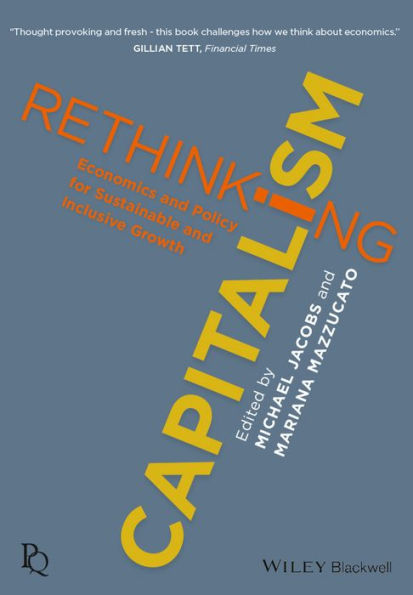 "Thought provoking and fresh - this book challenges how we think about economics."
GILLIAN TETT, Financial Times
RETHINKING
CAPITALISM
Economics and Policy
for Sustainable and
Inclusive Growth
Edited by
MICHAEL JACOBS and
MARIANA MAZZUCATO
PQ
WILEY Blackwell